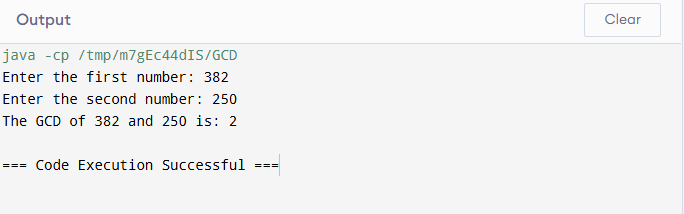 Output
Clear
java -cp /tmp/m7gEc44dIS/GCD
Enter the first number: 382
Enter the second number: 250
The GCD of 382 and 250 is: 2
=== Code Execution Successful ===